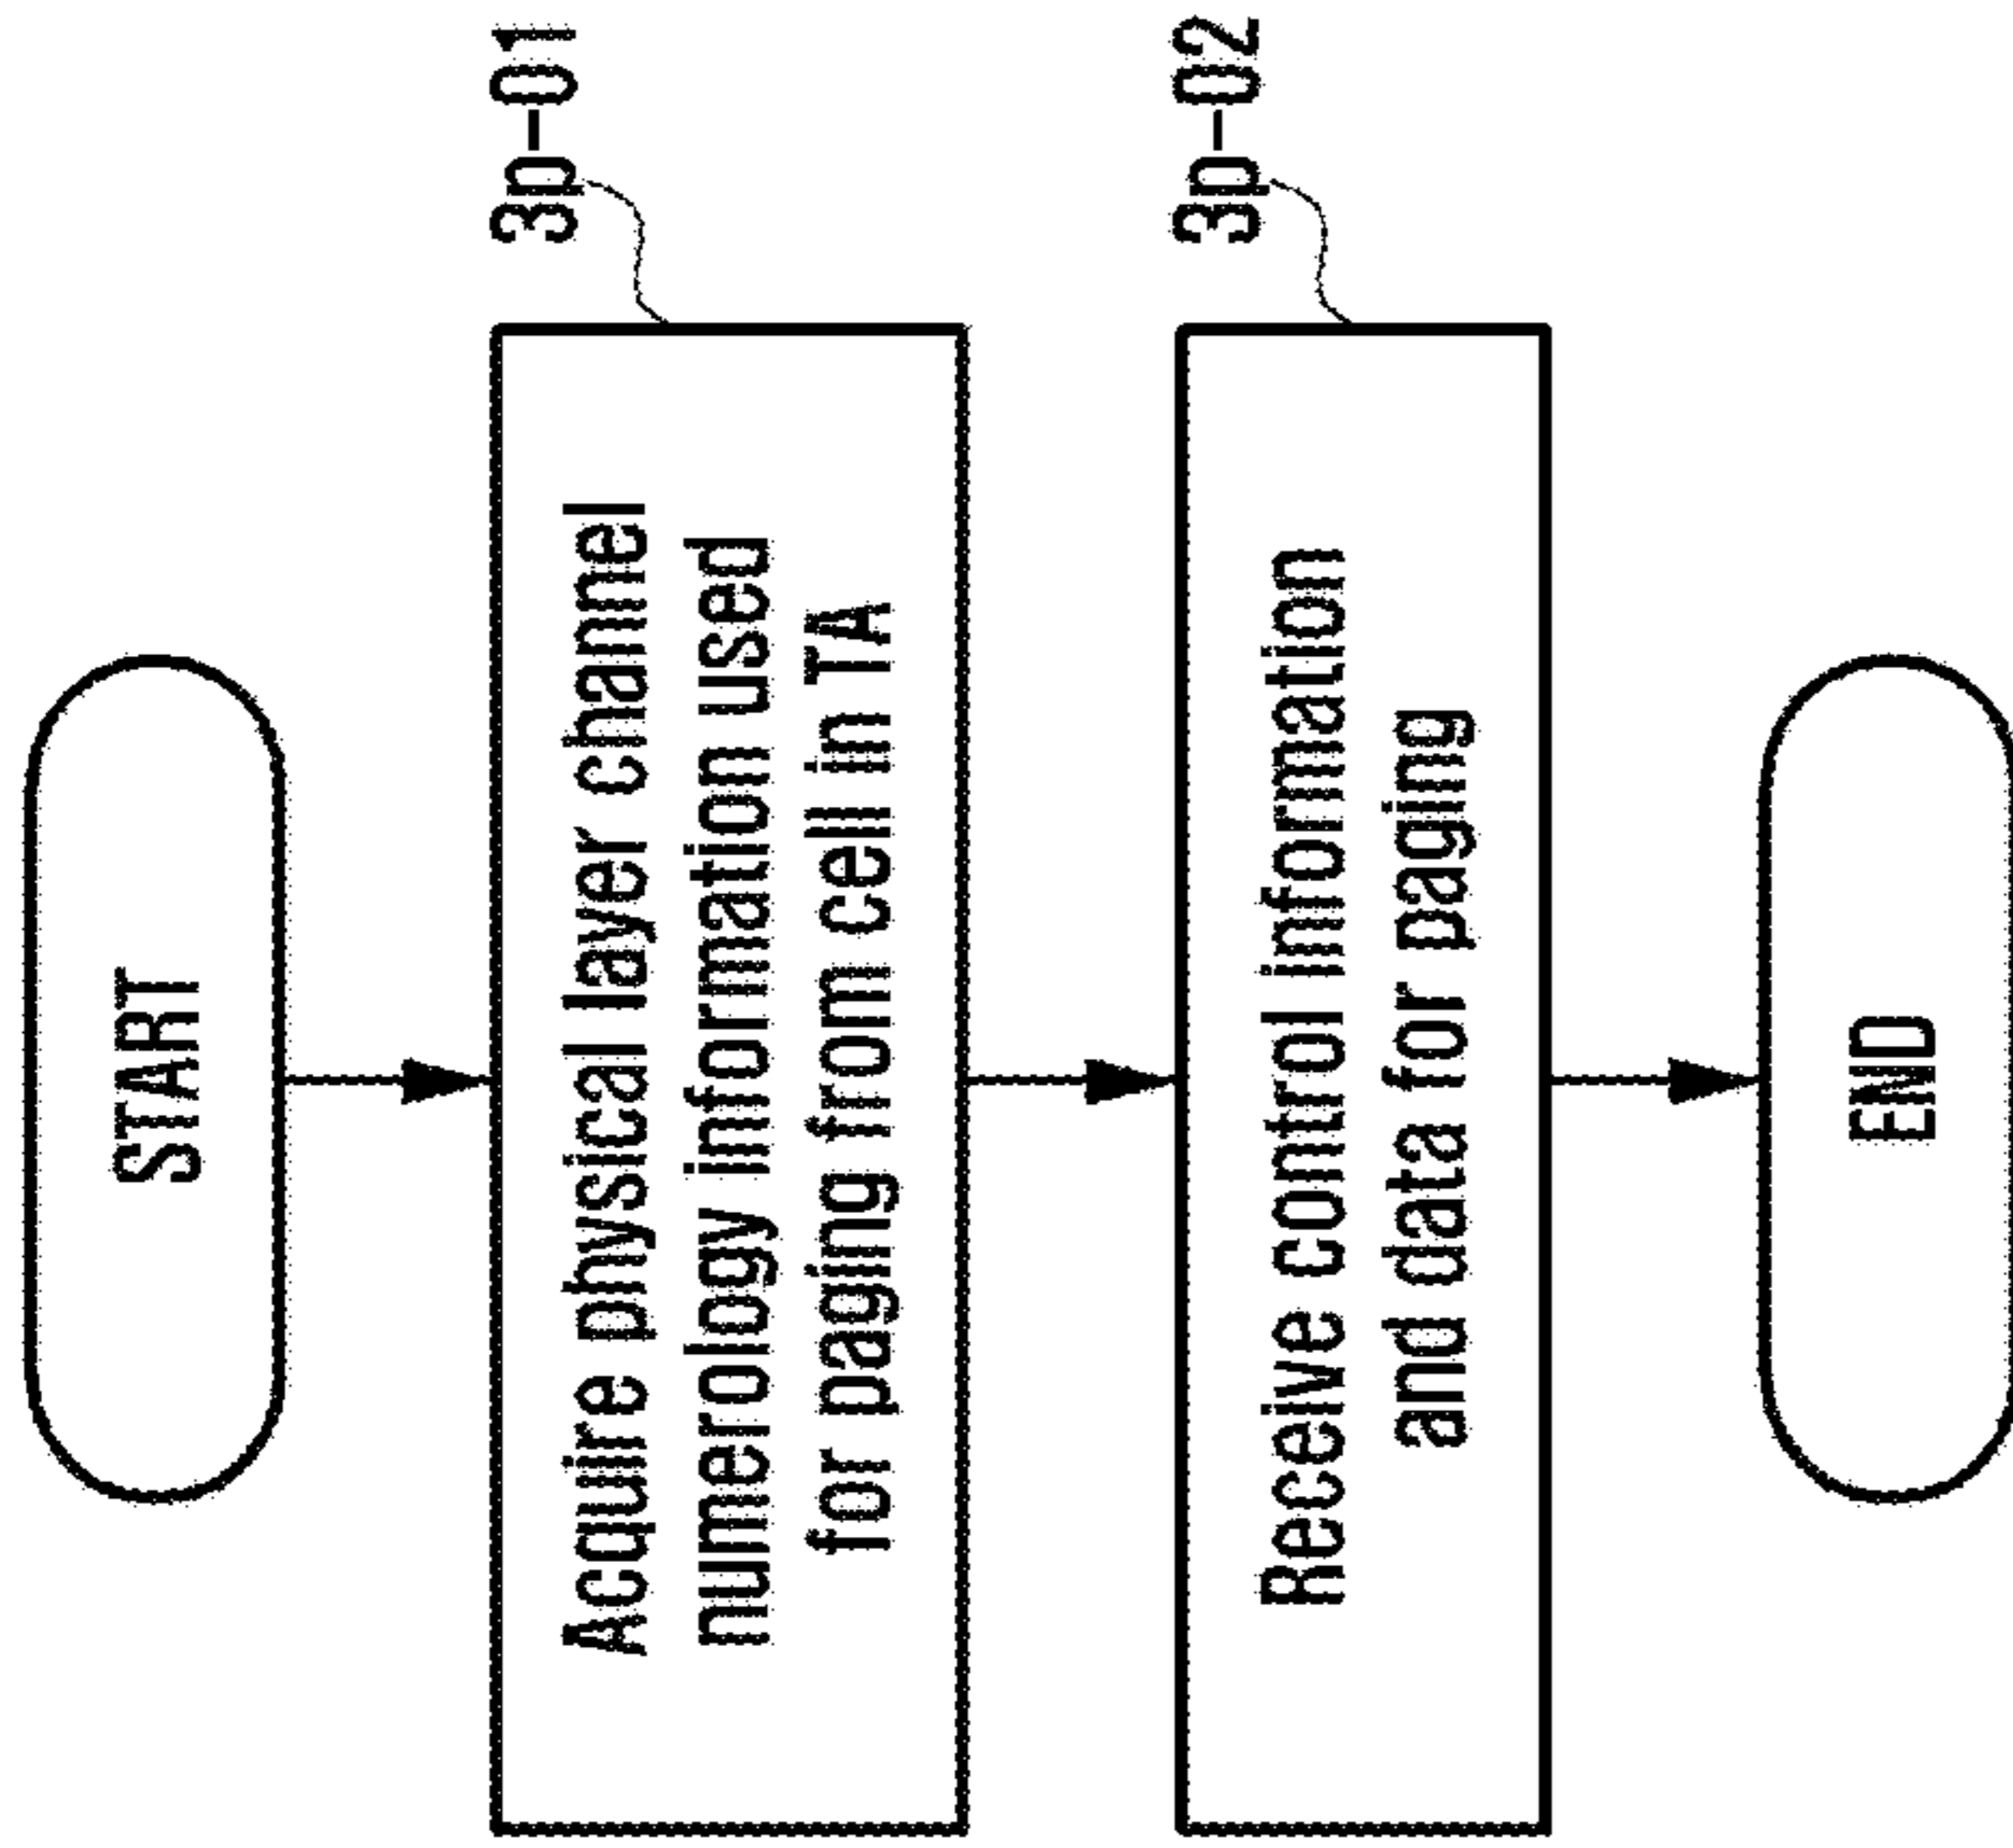 START
3p-01
Acquire physical layer channel
numerology information used
for paging from cell in TA
3p-02
Receive control information
and data for paging
END